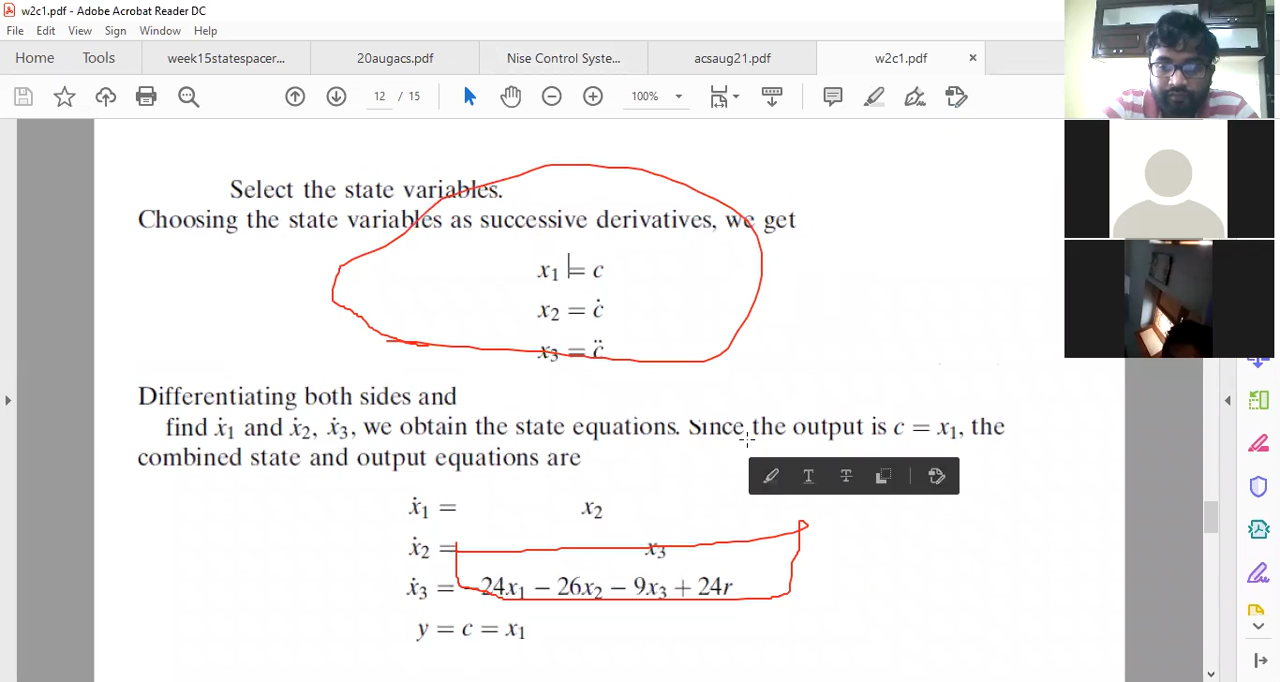 w2c1.pdf - Adobe Acrobat Reader DC
File Edit View Sign Window Help
Home Tools week15statespacer... 20augacs.pdf Nise Control Syste... acsaug21.pdf w2c1.pdf ×
12 / 15 100%
Select the state variables.
Choosing the state variables as successive derivatives, we get
x₁ = c
x₂ = ċ
x₃ = c̈
Differentiating both sides and
find ẋ₁ and ẋ₂, ẋ₃, we obtain the state equations. Since the output is c = x₁, the
combined state and output equations are
ẋ₁ = x₂
ẋ₂ = x₃
ẋ₃ = −24x₁ − 26x₂ − 9x₃ + 24r
y = c = x₁